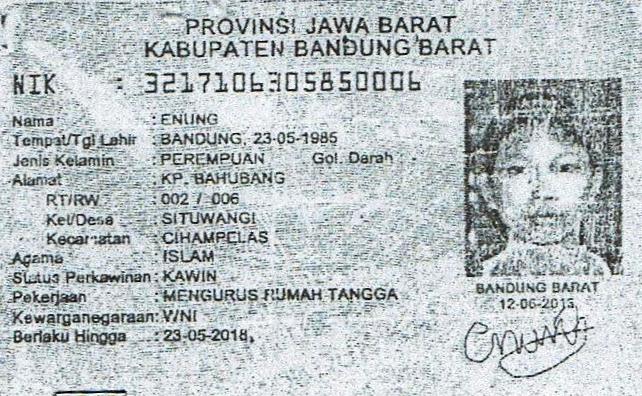 PROVINSI JAWA BARAT
KABUPATEN BANDUNG BARAT
NIK : 3217106305850006
Nama : ENUNG
Tempat/Tgl Lahir : BANDUNG, 23-05-1985
Jenis Kelamin : PEREMPUAN Gol. Darah :
Alamat : KP. BAHUBANG
RT/RW : 002 / 006
Kel/Desa : SITUWANGI
Kecamatan : CIHAMPELAS
Agama : ISLAM
Status Perkawinan : KAWIN
Pekerjaan : MENGURUS RUMAH TANGGA
Kewarganegaraan: WNI
Berlaku Hingga : 23-05-2018
BANDUNG BARAT
12-06-2013